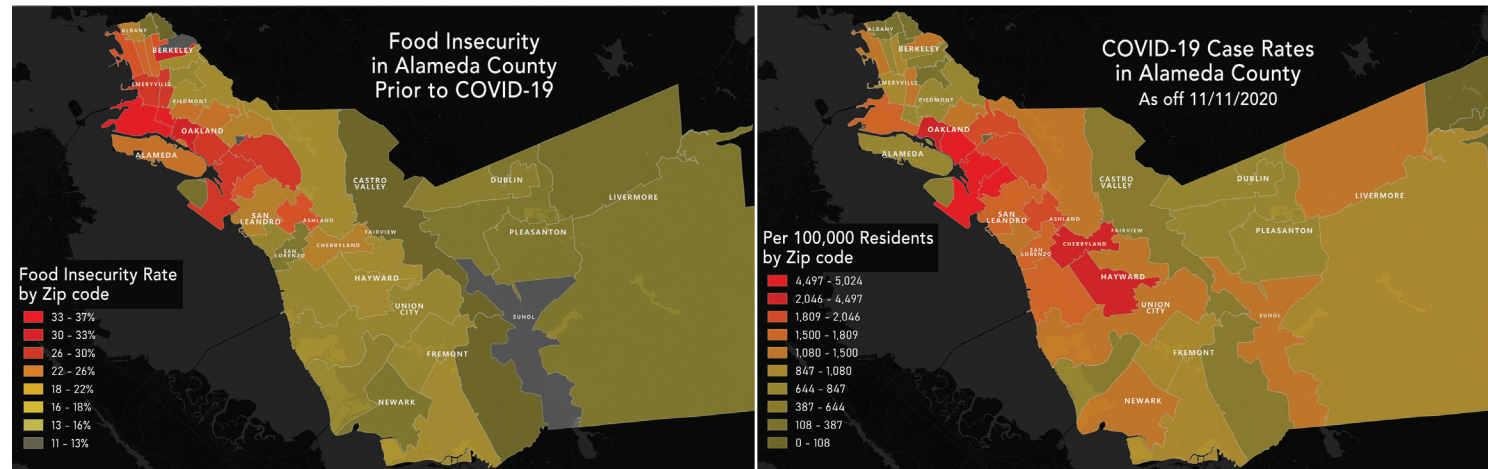 Food Insecurity
in Alameda County
Prior to COVID-19
ALBANY
BERKELEY
EMERYVILLE
PIEDMONT
OAKLAND
ALAMEDA
CASTRO
VALLEY
DUBLIN
LIVERMORE
SAN
LEANDRO
ASHLAND
FAIRVIEW
PLEASANTON
CHERRYLAND
SAN
LORENZO
HAYWARD
UNION
CITY
SUNOL
FREMONT
NEWARK
Food Insecurity Rate
by Zip code
33 - 37%
30 - 33%
26 - 30%
22 - 26%
18 - 22%
16 - 18%
13 - 16%
11 - 13%
COVID-19 Case Rates
in Alameda County
As off 11/11/2020
ALBANY
BERKELEY
EMERYVILLE
PIEDMONT
OAKLAND
ALAMEDA
CASTRO
VALLEY
DUBLIN
LIVERMORE
SAN
LEANDRO
ASHLAND
FAIRVIEW
PLEASANTON
CHERRYLAND
SAN
LORENZO
HAYWARD
UNION
CITY
SUNOL
FREMONT
NEWARK
Per 100,000 Residents
by Zip code
4,497 - 5,024
2,046 - 4,497
1,809 - 2,046
1,500 - 1,809
1,080 - 1,500
847 - 1,080
644 - 847
387 - 644
108 - 387
0 - 108